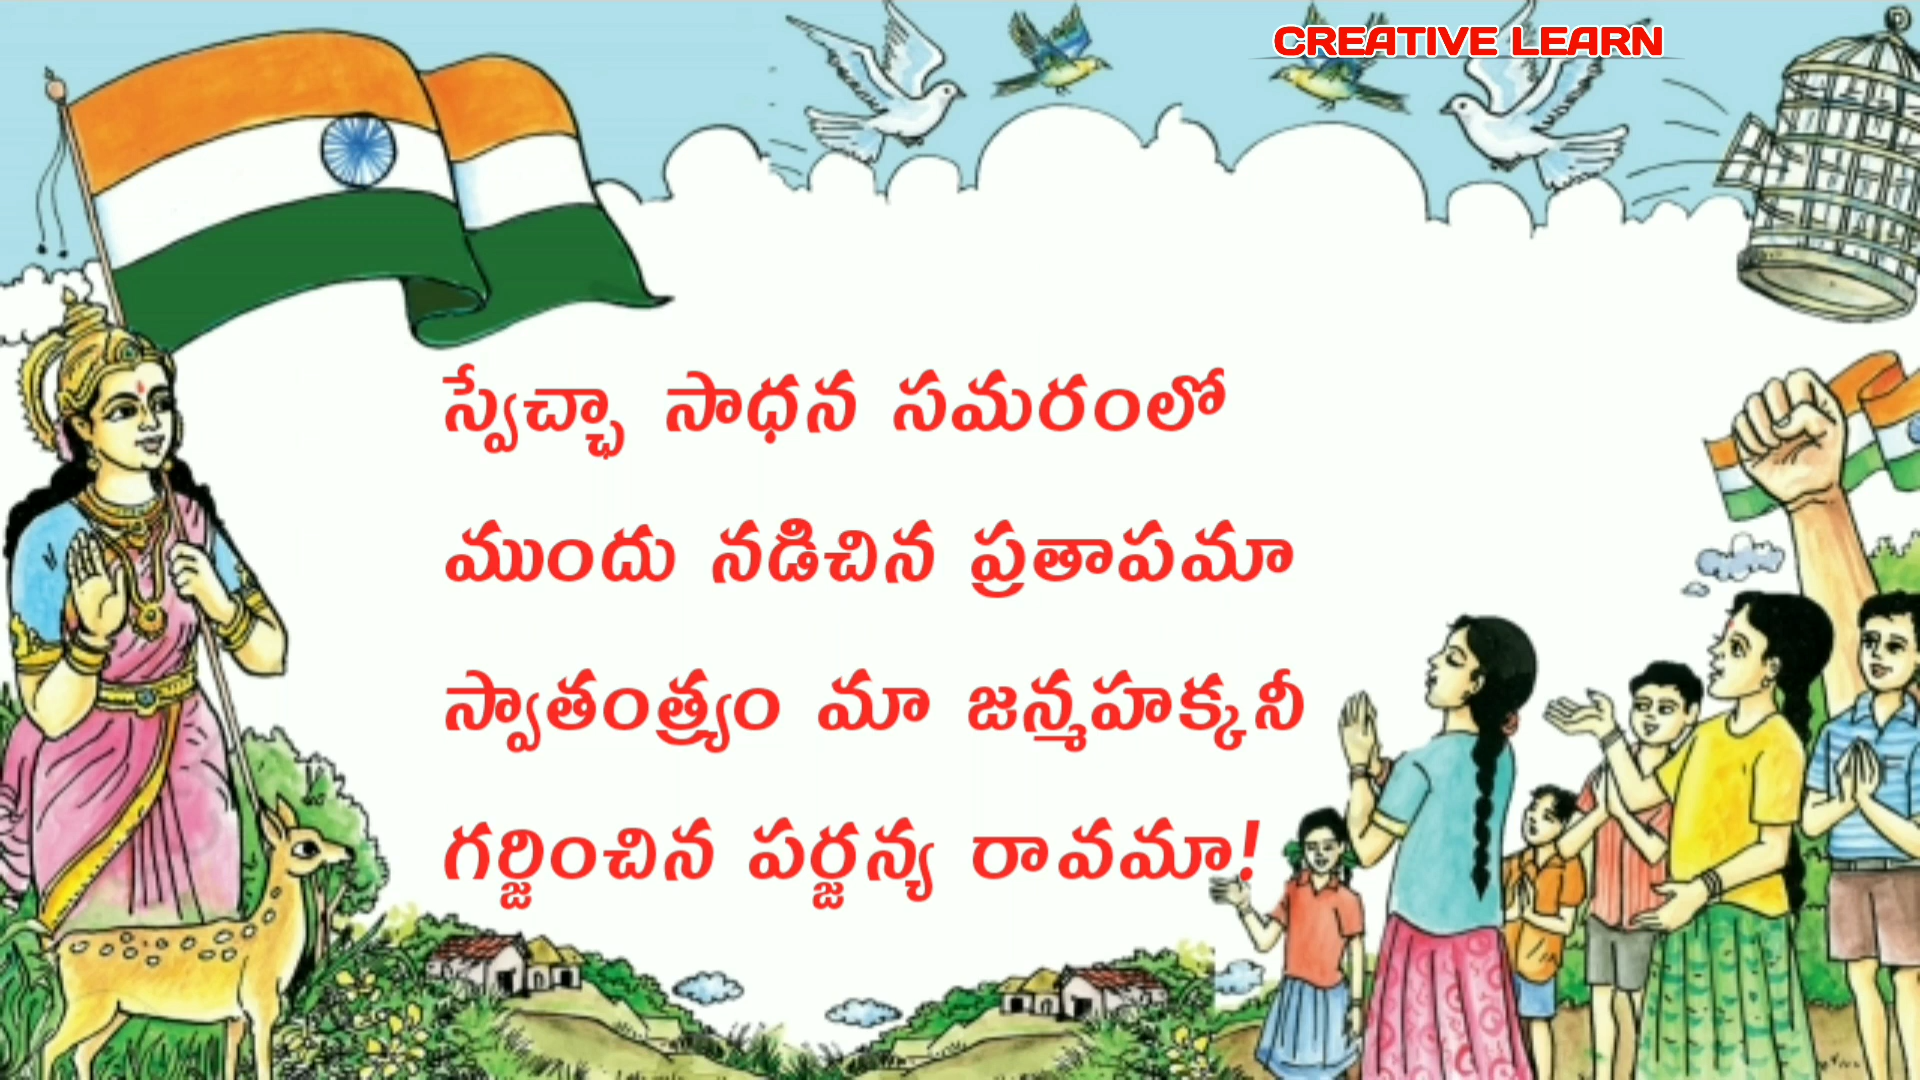 CREATIVE LEARN
స్వేచ్ఛా సాధన సమరంలో
ముందు నడిచిన ప్రతాపమా
స్వాతంత్ర్యం మా జన్మహక్కనీ
గర్జించిన పర్జన్య రావమా!